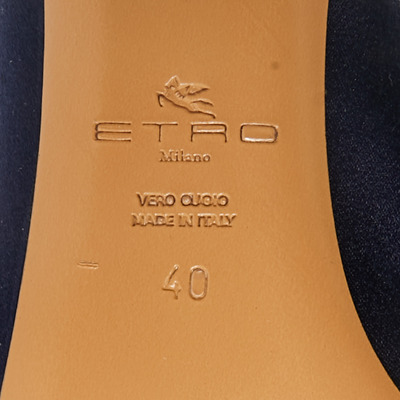 ETRO
Milano
VERO CUOIO
MADE IN ITALY
40